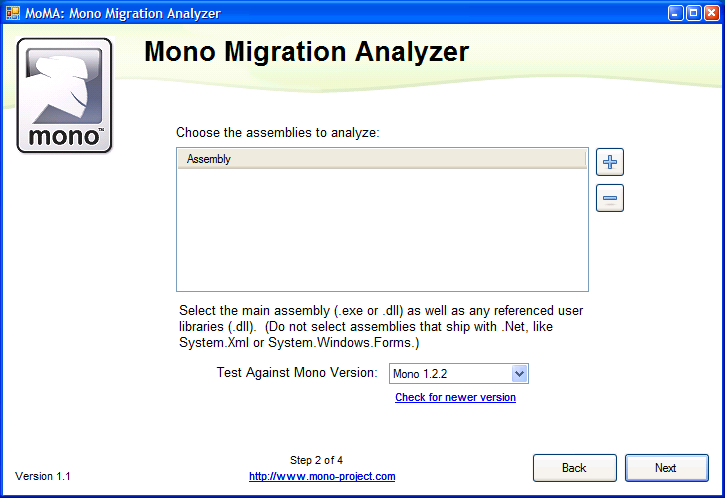 MoMA: Mono Migration Analyzer
Mono Migration Analyzer
mono™
Choose the assemblies to analyze:
Assembly
Select the main assembly (.exe or .dll) as well as any referenced user
libraries (.dll).  (Do not select assemblies that ship with .Net, like
System.Xml or System.Windows.Forms.)
Test Against Mono Version: Mono 1.2.2
Check for newer version
Step 2 of 4
Version 1.1 http://www.mono-project.com Back Next